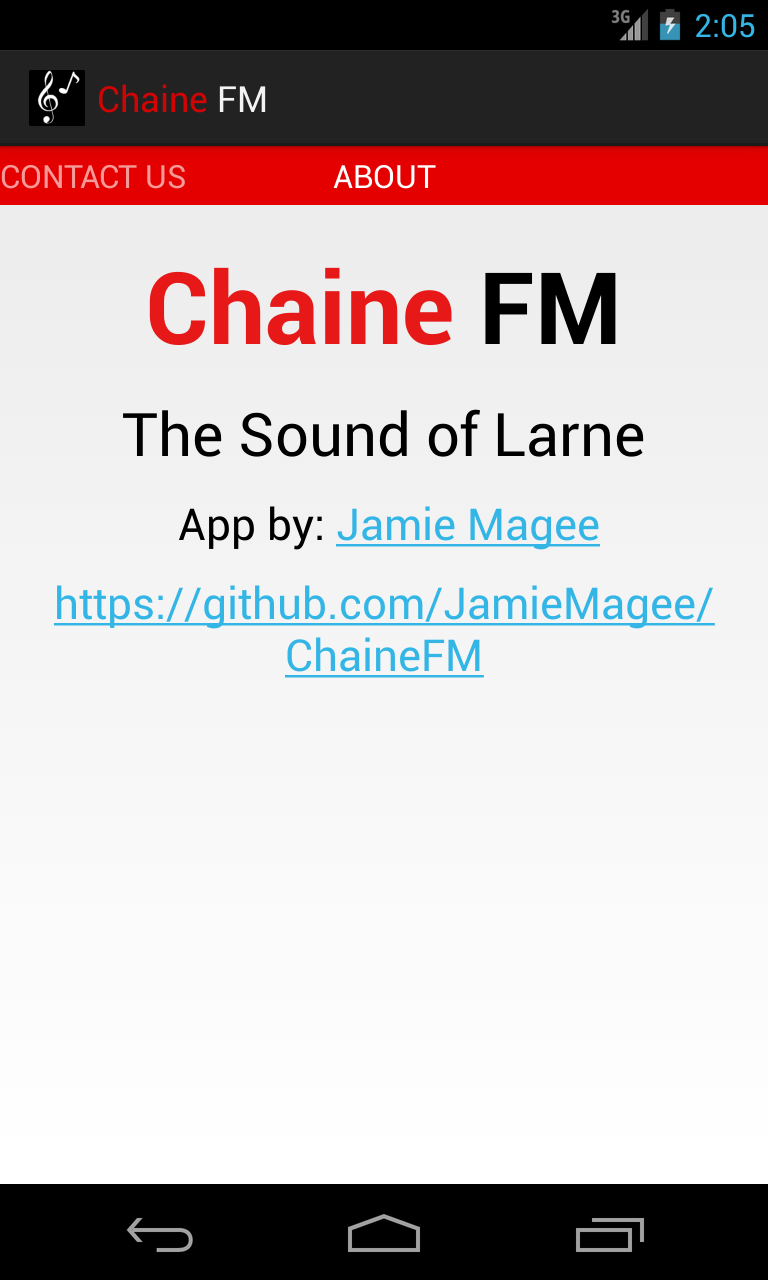 3G 2:05
Chaine FM
CONTACT US ABOUT
Chaine FM
The Sound of Larne
App by: Jamie Magee
https://github.com/JamieMagee/
ChaineFM